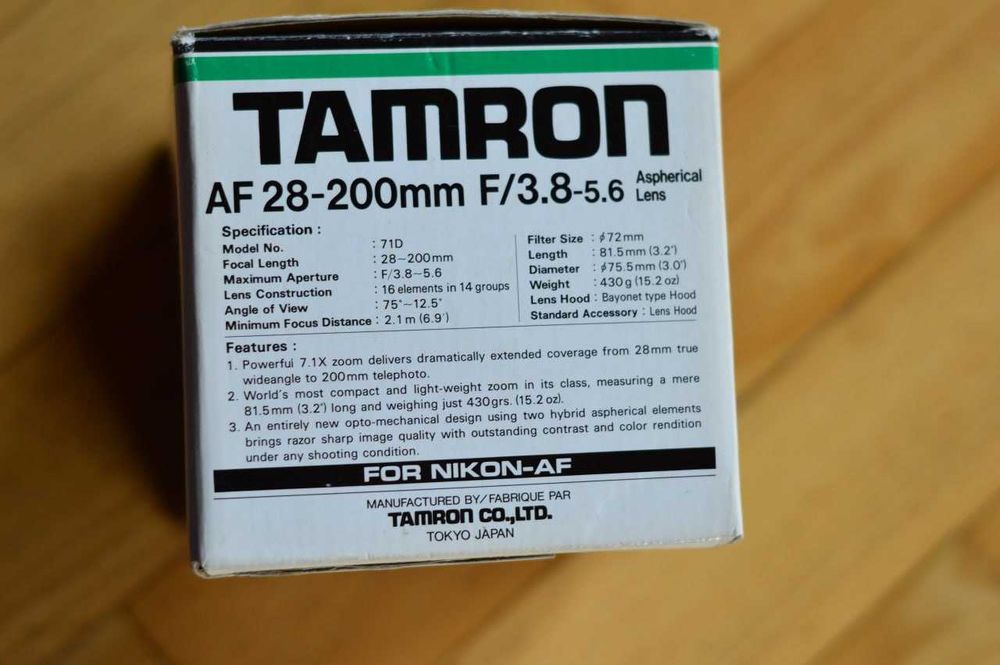 TAMRON
AF 28-200mm F/3.8-5.6 Aspherical Lens
Specification :
Model No. : 71D
Focal Length : 28~200mm
Maximum Aperture : F/3.8~5.6
Lens Construction : 16 elements in 14 groups
Angle of View : 75°~12.5°
Minimum Focus Distance : 2.1m (6.9')
Filter Size : ϕ72mm
Length : 81.5mm (3.2")
Diameter : ϕ75.5mm (3.0")
Weight : 430g (15.2 oz)
Lens Hood : Bayonet type Hood
Standard Accessory : Lens Hood
Features :
1. Powerful 7.1X zoom delivers dramatically extended coverage from 28mm true
wideangle to 200mm telephoto.
2. World's most compact and light-weight zoom in its class, measuring a mere
81.5mm (3.2") long and weighing just 430grs. (15.2 oz).
3. An entirely new opto-mechanical design using two hybrid aspherical elements
brings razor sharp image quality with outstanding contrast and color rendition
under any shooting condition.
FOR NIKON-AF
MANUFACTURED BY/FABRIQUE PAR
TAMRON CO.,LTD.
TOKYO JAPAN